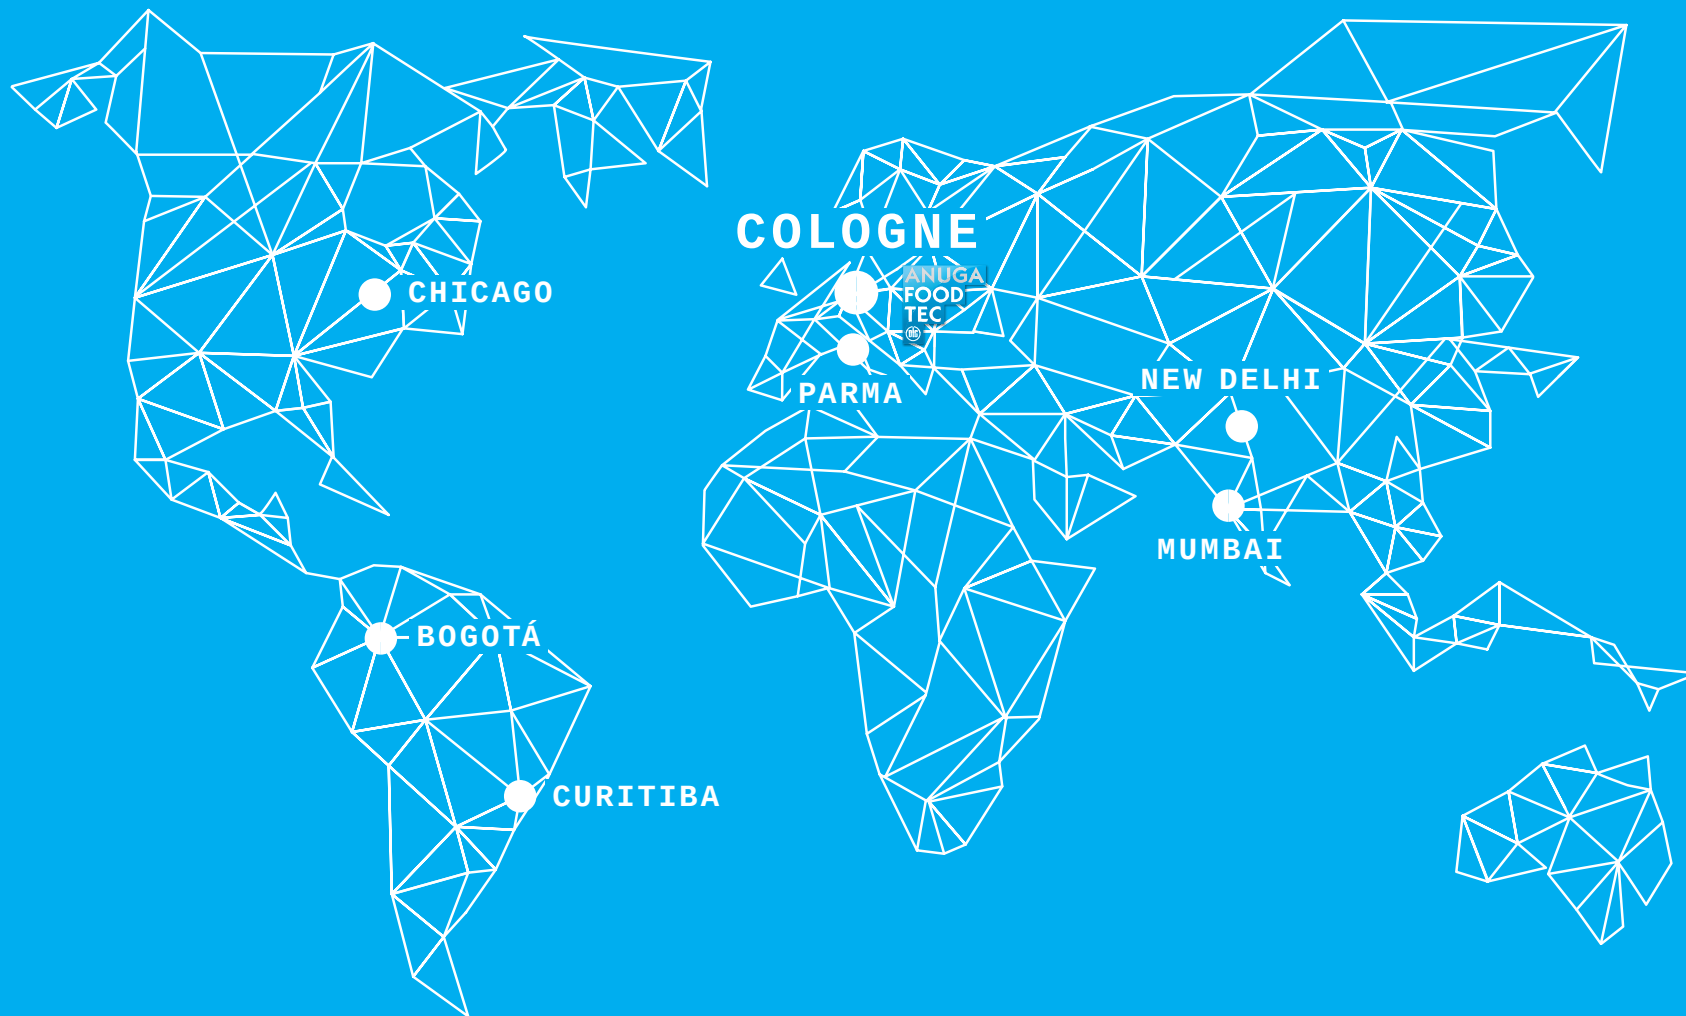 COLOGNE
ANUGA
FOOD
TEC
CHICAGO
PARMA
NEW DELHI
MUMBAI
BOGOTÁ
CURITIBA